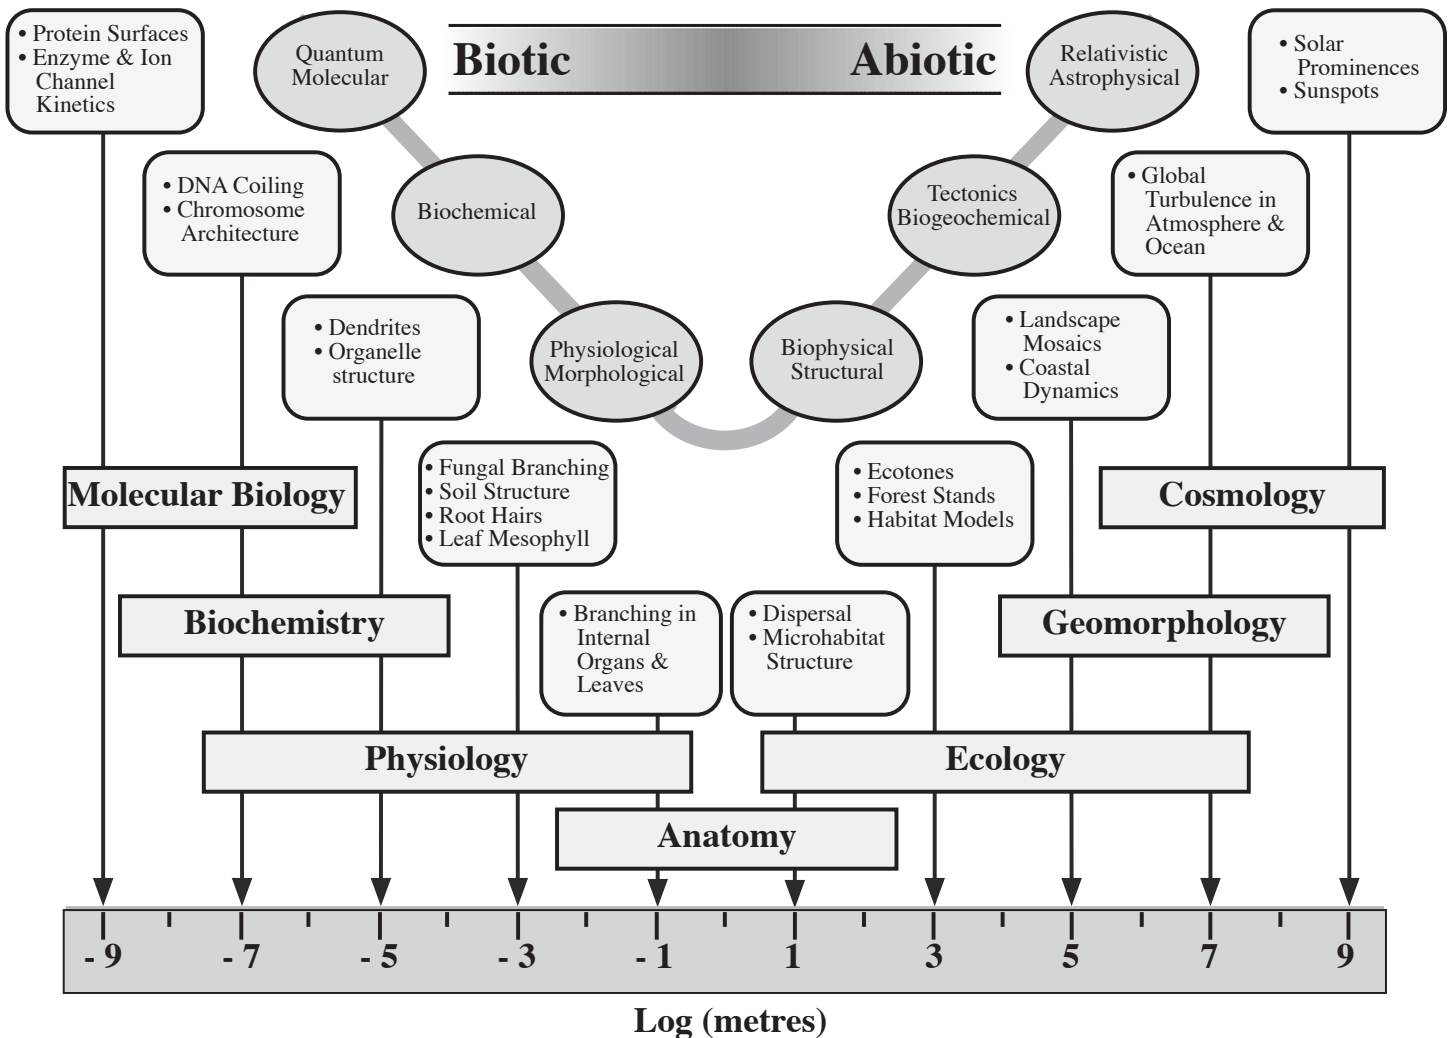 • Protein Surfaces
• Enzyme & Ion
Channel
Kinetics
Quantum
Molecular
Biotic
Abiotic
Relativistic
Astrophysical
• Solar
Prominences
• Sunspots
• DNA Coiling
• Chromosome
Architecture
Biochemical
Tectonics
Biogeochemical
• Global
Turbulence in
Atmosphere &
Ocean
• Dendrites
• Organelle
structure
Physiological
Morphological
Biophysical
Structural
• Landscape
Mosaics
• Coastal
Dynamics
• Fungal Branching
• Soil Structure
• Root Hairs
• Leaf Mesophyll
• Ecotones
• Forest Stands
• Habitat Models
Molecular Biology
Cosmology
• Branching in
Internal
Organs &
Leaves
• Dispersal
• Microhabitat
Structure
Biochemistry
Geomorphology
Physiology
Ecology
Anatomy
- 9 - 7 - 5 - 3 - 1 1 3 5 7 9
Log (metres)